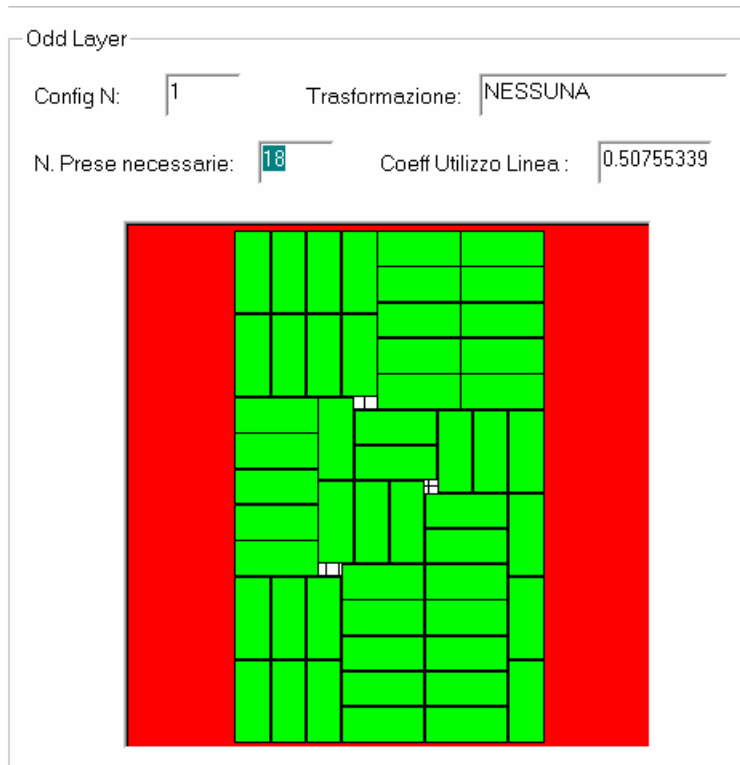 Odd Layer
Config N: 1 Trasformazione: NESSUNA
N. Prese necessarie: 18 Coeff Utilizzo Linea : 0.50755339